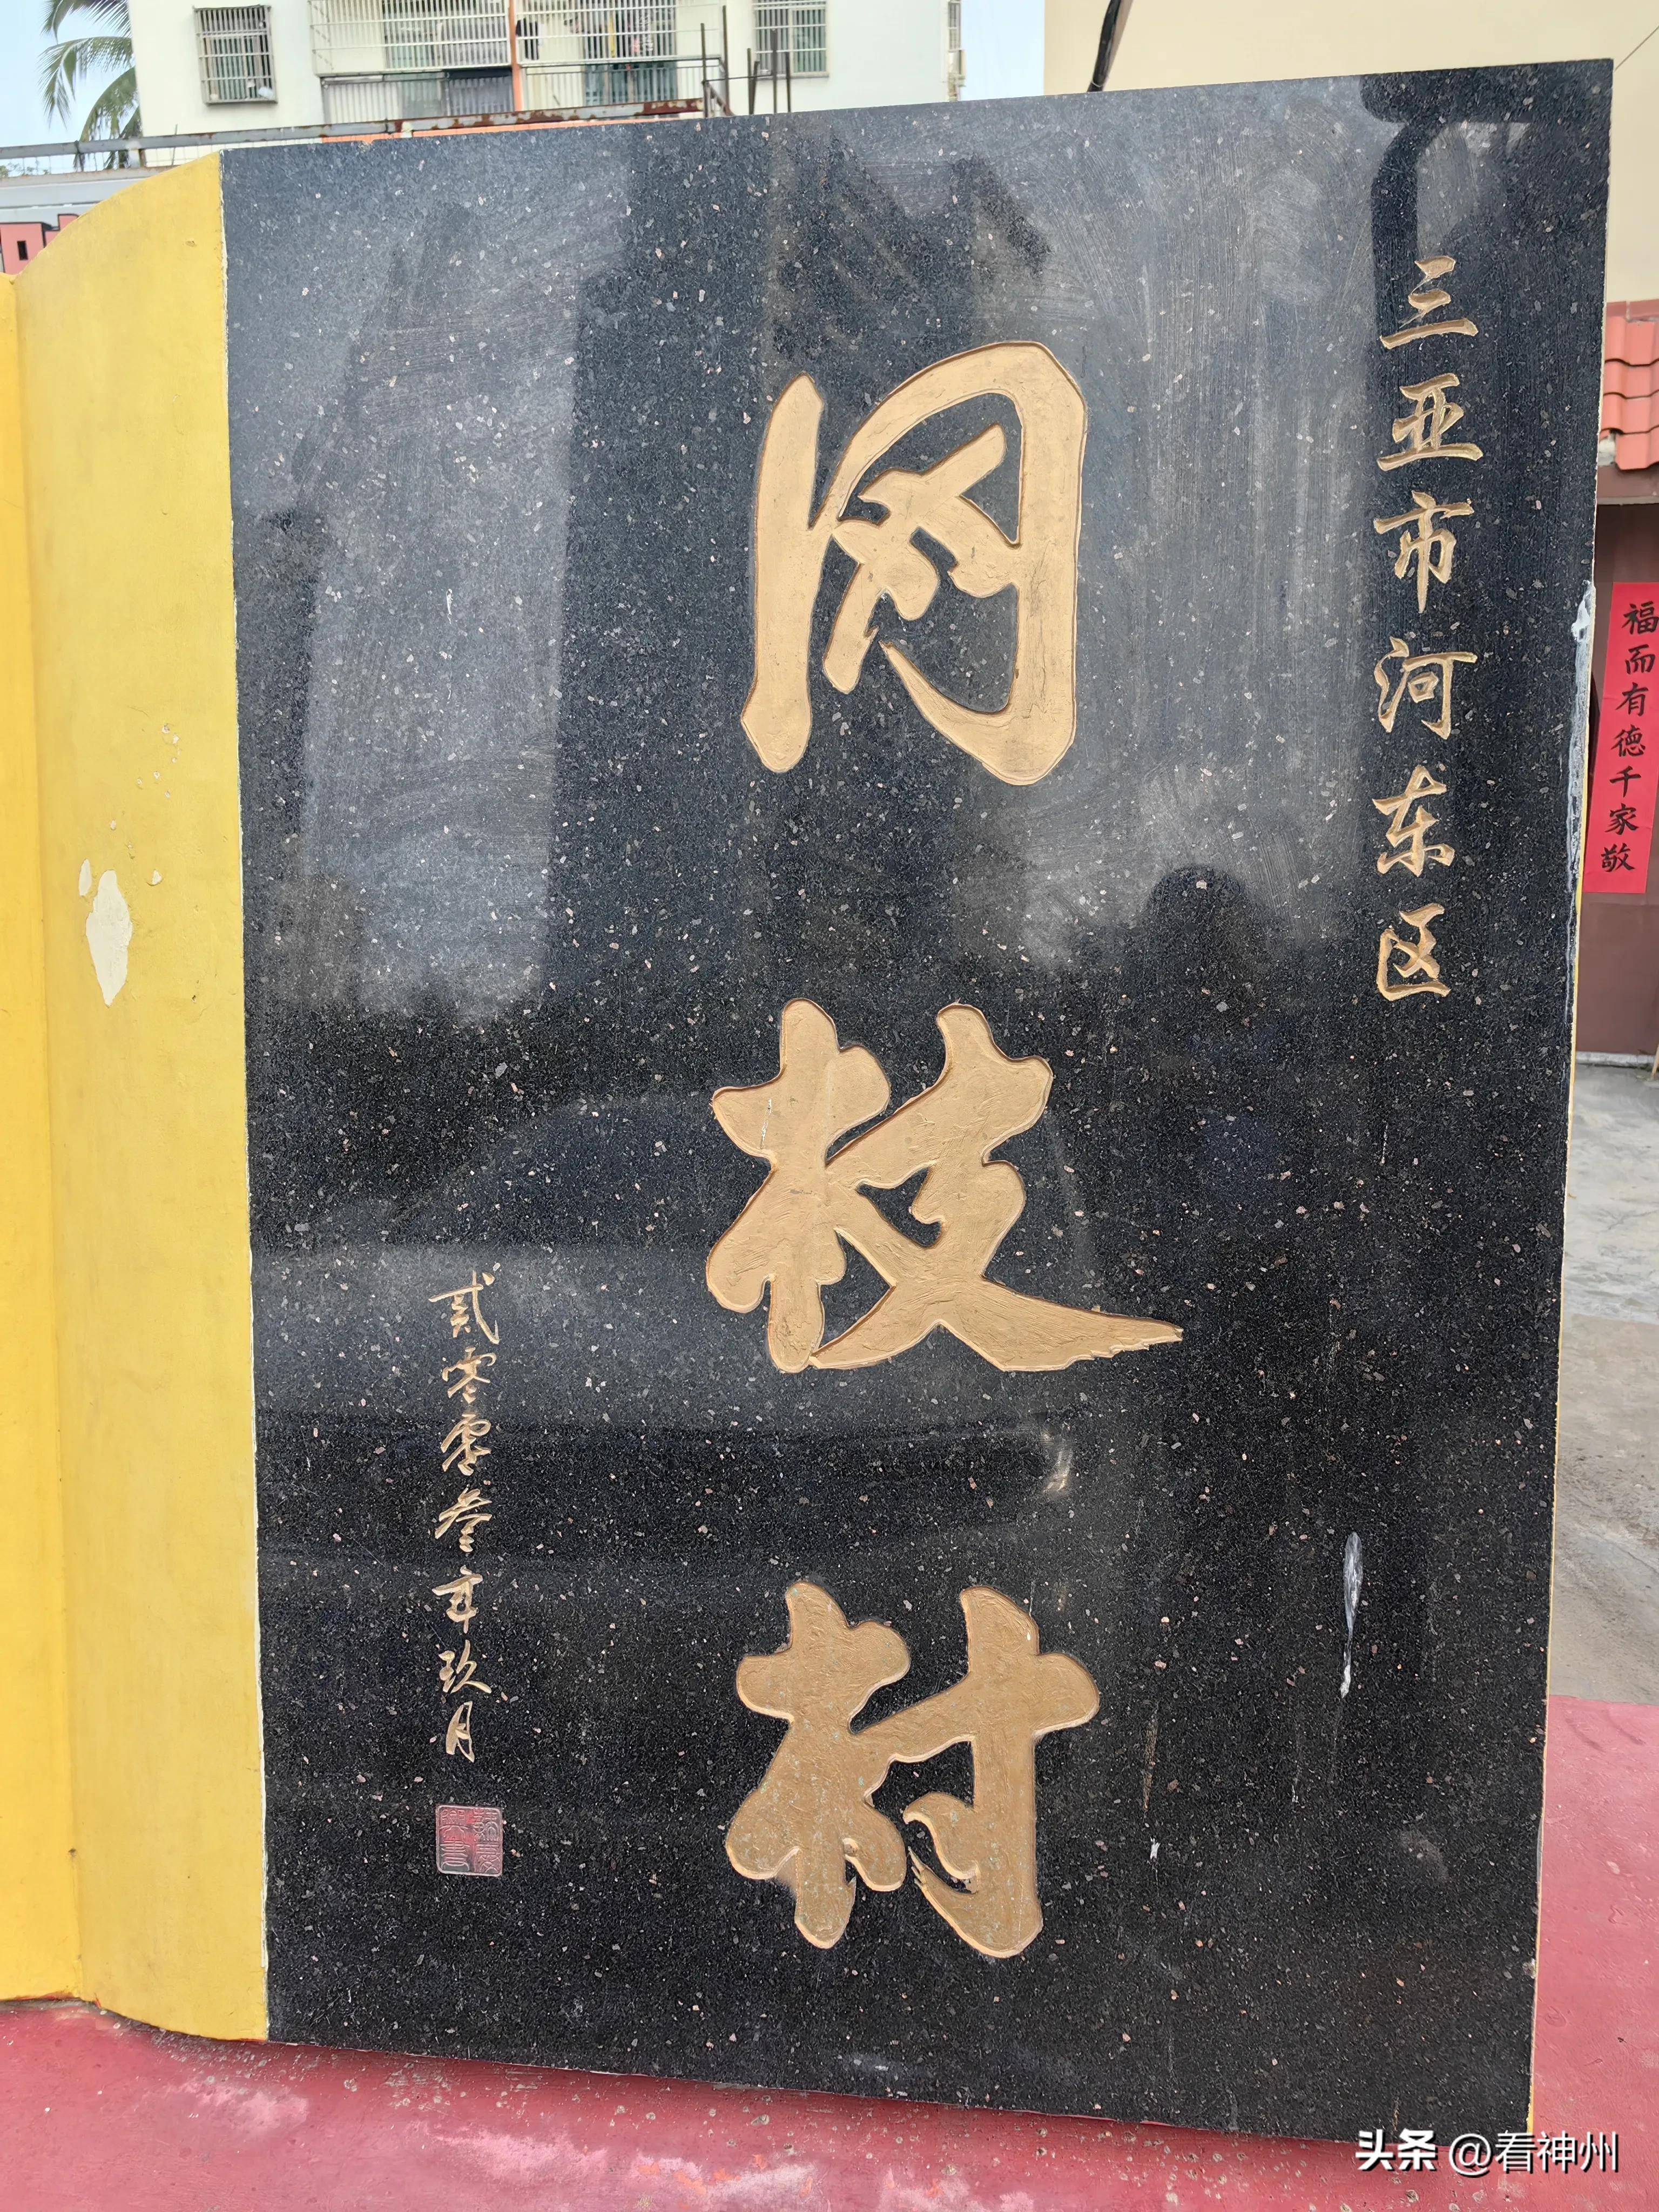 三亚市河东区
网枝村
贰零零叁年玖月
福而有德千家敬
头条 @看神州